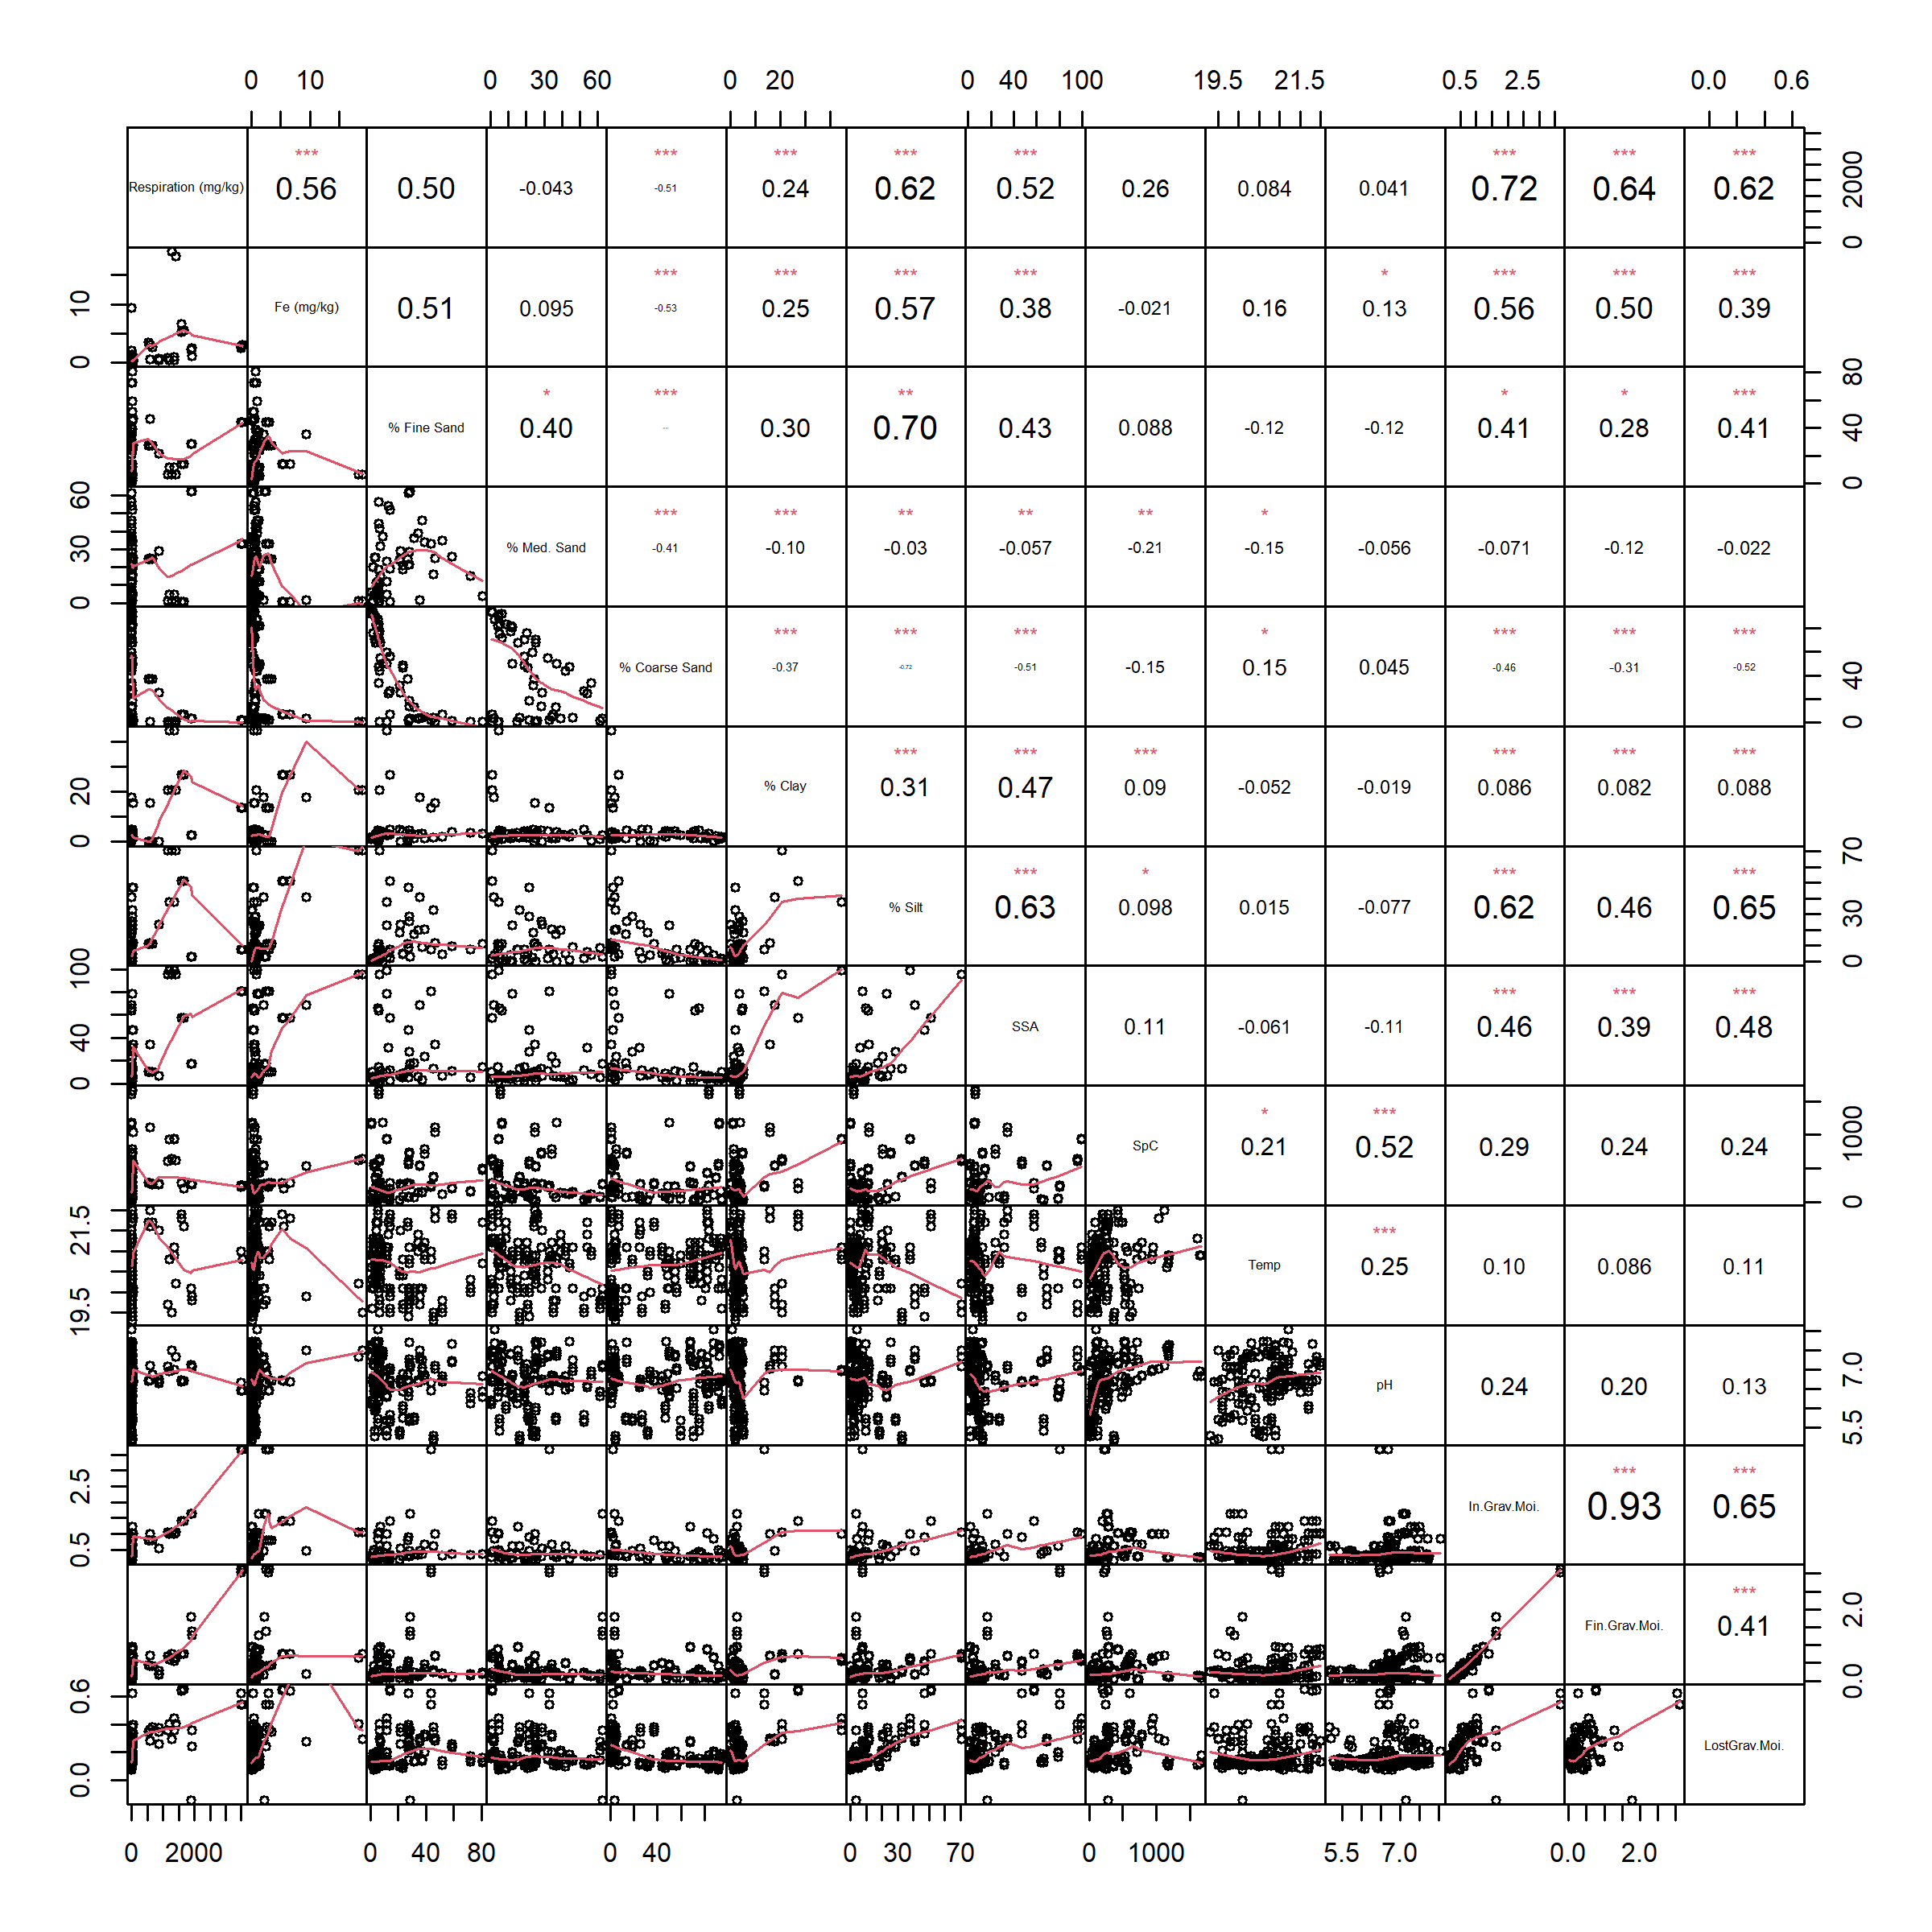 0 10 0 30 60 0 20 0 40 100 19.5 21.5 0.5 2.5 0.0 0.6
*** *** *** *** *** *** *** ***
Respiration (mg/kg) 0.56 0.50 -0.043 -0.51 0.24 0.62 0.52 0.26 0.084 0.041 0.72 0.64 0.62 0 2000
*** *** *** *** * *** *** ***
0 10 Fe (mg/kg) 0.51 0.095 -0.53 0.25 0.57 0.38 -0.021 0.16 0.13 0.56 0.50 0.39
* *** ** * * ***
% Fine Sand 0.40 0.30 0.70 0.43 0.088 -0.12 -0.12 0.41 0.28 0.41 0 40 80
*** *** ** ** ** *
0 30 60 % Med. Sand -0.41 -0.10 -0.03 -0.057 -0.21 -0.15 -0.056 -0.071 -0.12 -0.022
*** *** *** * *** *** ***
% Coarse Sand -0.37 -0.72 -0.51 -0.15 0.15 0.045 -0.46 -0.31 -0.52 0 40
*** *** *** *** *** ***
0 20 % Clay 0.31 0.47 0.09 -0.052 -0.019 0.086 0.082 0.088
*** * *** ***
% Silt 0.63 0.098 0.015 -0.077 0.62 0.46 0.65 0 30 70
*** *** ***
0 40 100 SSA 0.11 -0.061 -0.11 0.46 0.39 0.48
* ***
SpC 0.21 0.52 0.29 0.24 0.24 0 1000
***
19.5 21.5 Temp 0.25 0.10 0.086 0.11
pH 0.24 0.20 0.13 5.5 7.0
*** ***
0.5 2.5 In.Grav.Moi. 0.93 0.65
***
Fin.Grav.Moi. 0.41 0.0 2.0
0.0 0.6 LostGrav.Moi.
0 2000 0 40 80 0 40 0 30 70 0 1000 5.5 7.0 0.0 2.0